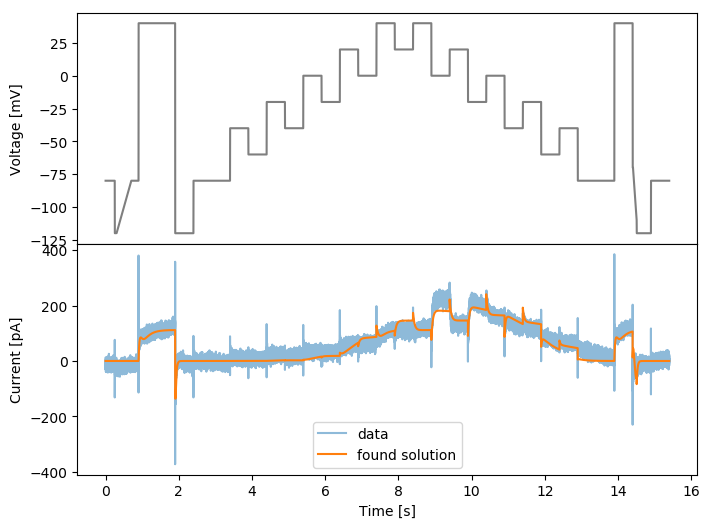 Voltage [mV]
25
0
−25
−50
−75
−100
−125
Current [pA]
400
200
0
−200
−400
data
found solution
0 2 4 6 8 10 12 14 16
Time [s]